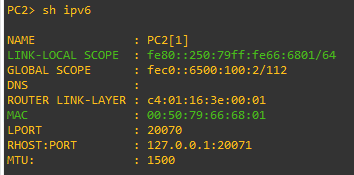 PC2> sh ipv6
NAME : PC2[1]
LINK-LOCAL SCOPE : fe80::250:79ff:fe66:6801/64
GLOBAL SCOPE : fec0::6500:100:2/112
DNS :
ROUTER LINK-LAYER : c4:01:16:3e:00:01
MAC : 00:50:79:66:68:01
LPORT : 20070
RHOST:PORT : 127.0.0.1:20071
MTU: : 1500